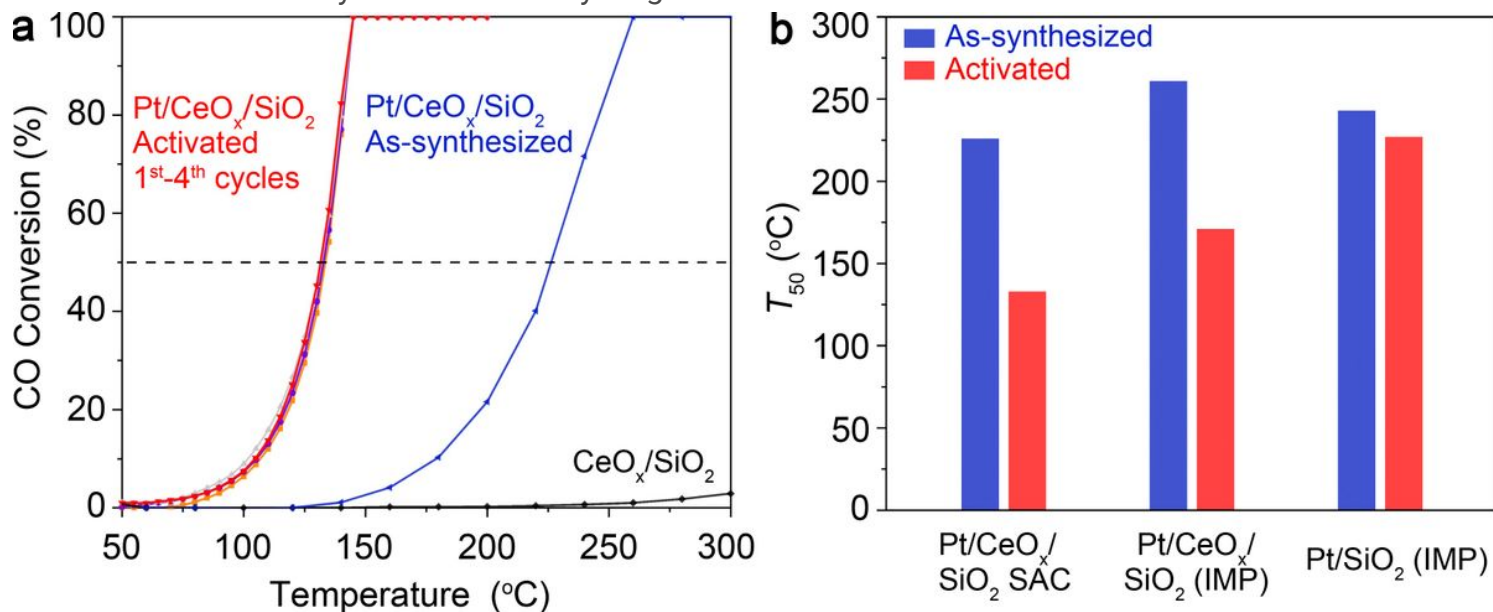 a
CO Conversion (%)
100
80
60
40
20
0
Pt/CeOₓ/SiO₂
Activated
1ˢᵗ-4ᵗʰ cycles
Pt/CeOₓ/SiO₂
As-synthesized
CeOₓ/SiO₂
50 100 150 200 250 300
Temperature (°C)
b
As-synthesized
Activated
T₅₀ (°C)
300
250
200
150
100
50
0
Pt/CeOₓ/
SiO₂ SAC
Pt/CeOₓ/
SiO₂ (IMP)
Pt/SiO₂ (IMP)